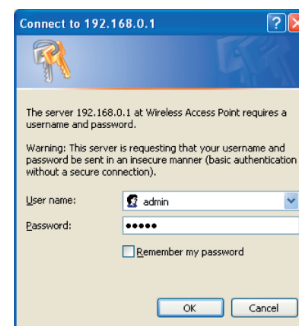 Connect to 192.168.0.1
The server 192.168.0.1 at Wireless Access Point requires a
username and password.
Warning: This server is requesting that your username and
password be sent in an insecure manner (basic authentication
without a secure connection).
User name:
admin
Password:
•••••
Remember my password
OK
Cancel